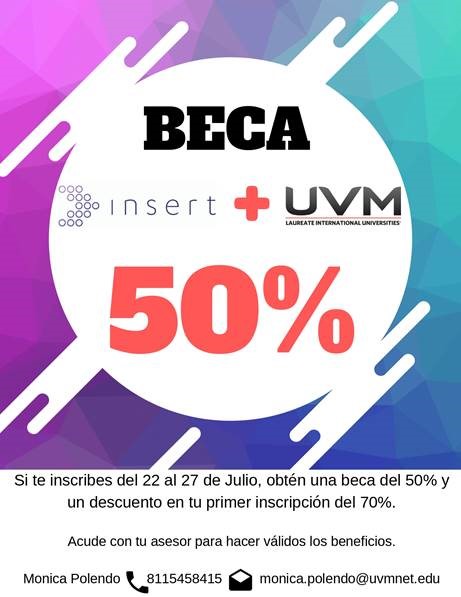 BECA
insert + UVM
LAUREATE INTERNATIONAL UNIVERSITIES
50%
Si te inscribes del 22 al 27 de Julio, obtén una beca del 50% y
un descuento en tu primer inscripción del 70%.
Acude con tu asesor para hacer válidos los beneficios.
Monica Polendo 8115458415 monica.polendo@uvmnet.edu